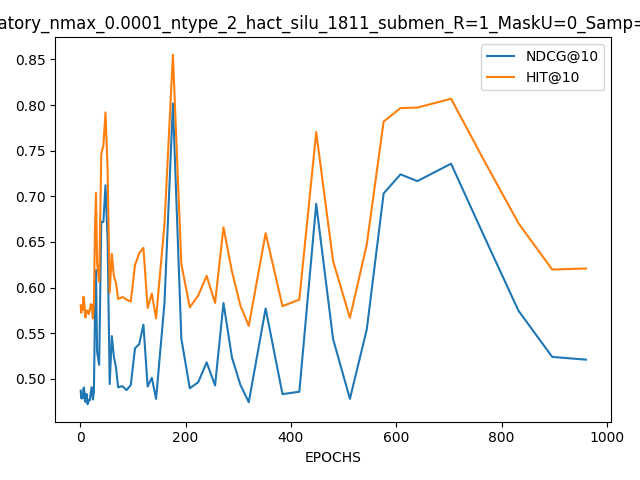 atory_nmax_0.0001_ntype_2_hact_silu_1811_submen_R=1_MaskU=0_Samp=
NDCG@10
HIT@10
0.85
0.80
0.75
0.70
0.65
0.60
0.55
0.50
0 200 400 600 800 1000
EPOCHS